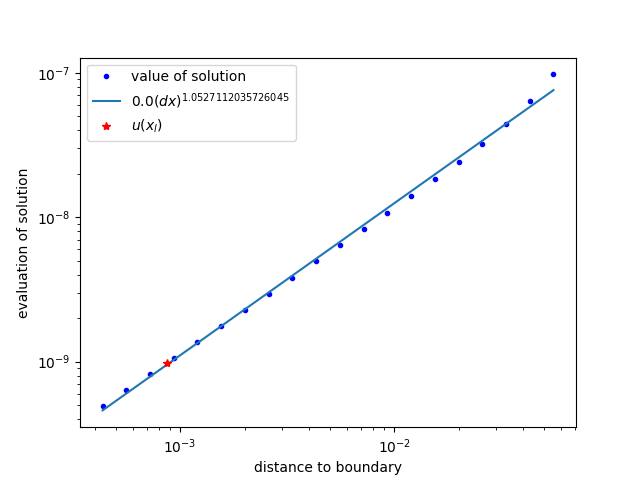 value of solution
0.0(dx)^1.0527112035726045
u(x_l)
10^-7
10^-8
10^-9
evaluation of solution
10^-3
10^-2
distance to boundary